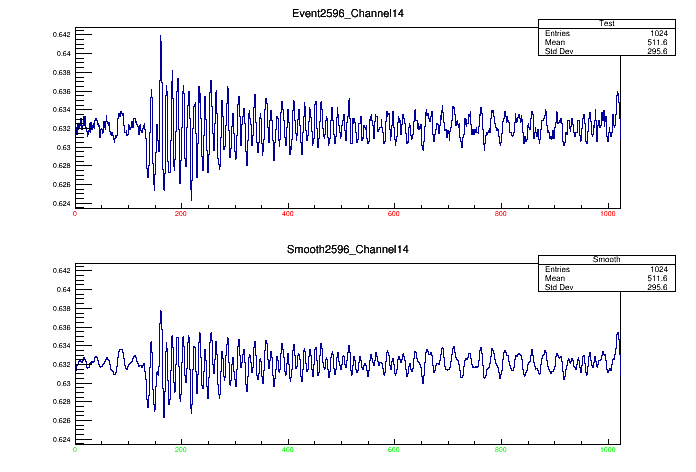 Event2596_Channel14
Test
Entries 1024
Mean 511.6
Std Dev 295.6
0.642
0.64
0.638
0.636
0.634
0.632
0.63
0.628
0.626
0.624
0 200 400 600 800 1000
Smooth2596_Channel14
Smooth
Entries 1024
Mean 511.6
Std Dev 295.6
0.642
0.64
0.638
0.636
0.634
0.632
0.63
0.628
0.626
0.624
0 200 400 600 800 1000